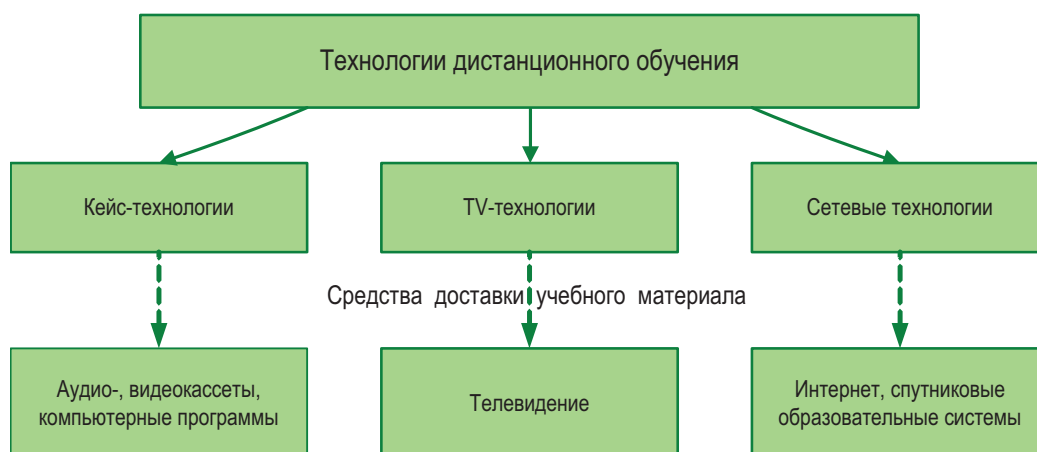 Технологии дистанционного обучения
Кейс-технологии
TV-технологии
Сетевые технологии
Средства доставки учебного материала
Аудио-, видеокассеты,
компьютерные программы
Телевидение
Интернет, спутниковые
образовательные системы